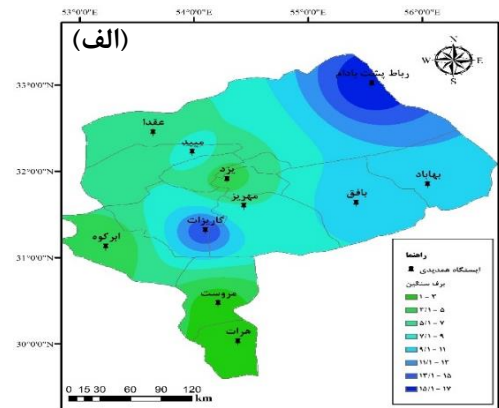 53°0'0"E 54°0'0"E 55°0'0"E 56°0'0"E
(الف)
N
W E
S
33°0'0"N
32°0'0"N
31°0'0"N
30°0'0"N
رباط پشت بادام
عقدا
میبد
یزد
بهاباد
مهریز
بافق
کاریزات
ابرکوه
مروست
هرات
راهنما
ایستگاه همدیدی
برف سنگین
۱ - ۳
۳/۱ - ۵
۵/۱ - ۷
۷/۱ - ۹
۹/۱ - ۱۱
۱۱/۱ - ۱۳
۱۳/۱ - ۱۵
۱۵/۱ - ۱۷
0 15 30 60 90 120
km